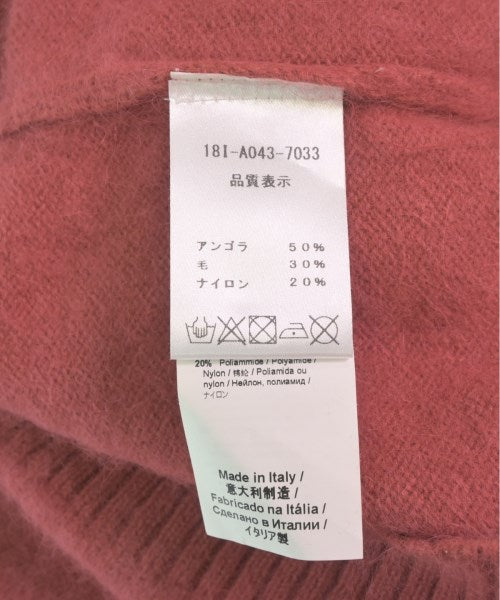 18I-A043-7033
品質表示
アンゴラ 50%
毛 30%
ナイロン 20%
20% Poliammide / Polyamide /
Nylon / 锦纶 / Poliamida ou
nylon / Нейлон, полиамид /
ナイロン
Made in Italy /
意大利制造 /
Fabricado na Itália /
Сделано в Италии /
イタリア製